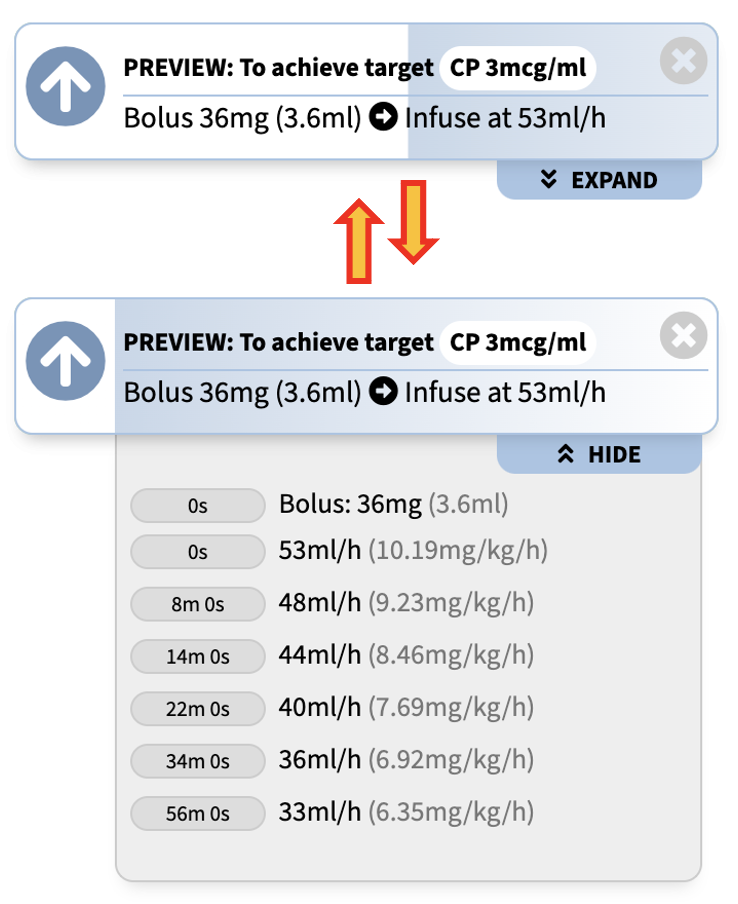 PREVIEW: To achieve target CP 3mcg/ml
Bolus 36mg (3.6ml) Infuse at 53ml/h
EXPAND
PREVIEW: To achieve target CP 3mcg/ml
Bolus 36mg (3.6ml) Infuse at 53ml/h
HIDE
0s Bolus: 36mg (3.6ml)
0s 53ml/h (10.19mg/kg/h)
8m 0s 48ml/h (9.23mg/kg/h)
14m 0s 44ml/h (8.46mg/kg/h)
22m 0s 40ml/h (7.69mg/kg/h)
34m 0s 36ml/h (6.92mg/kg/h)
56m 0s 33ml/h (6.35mg/kg/h)